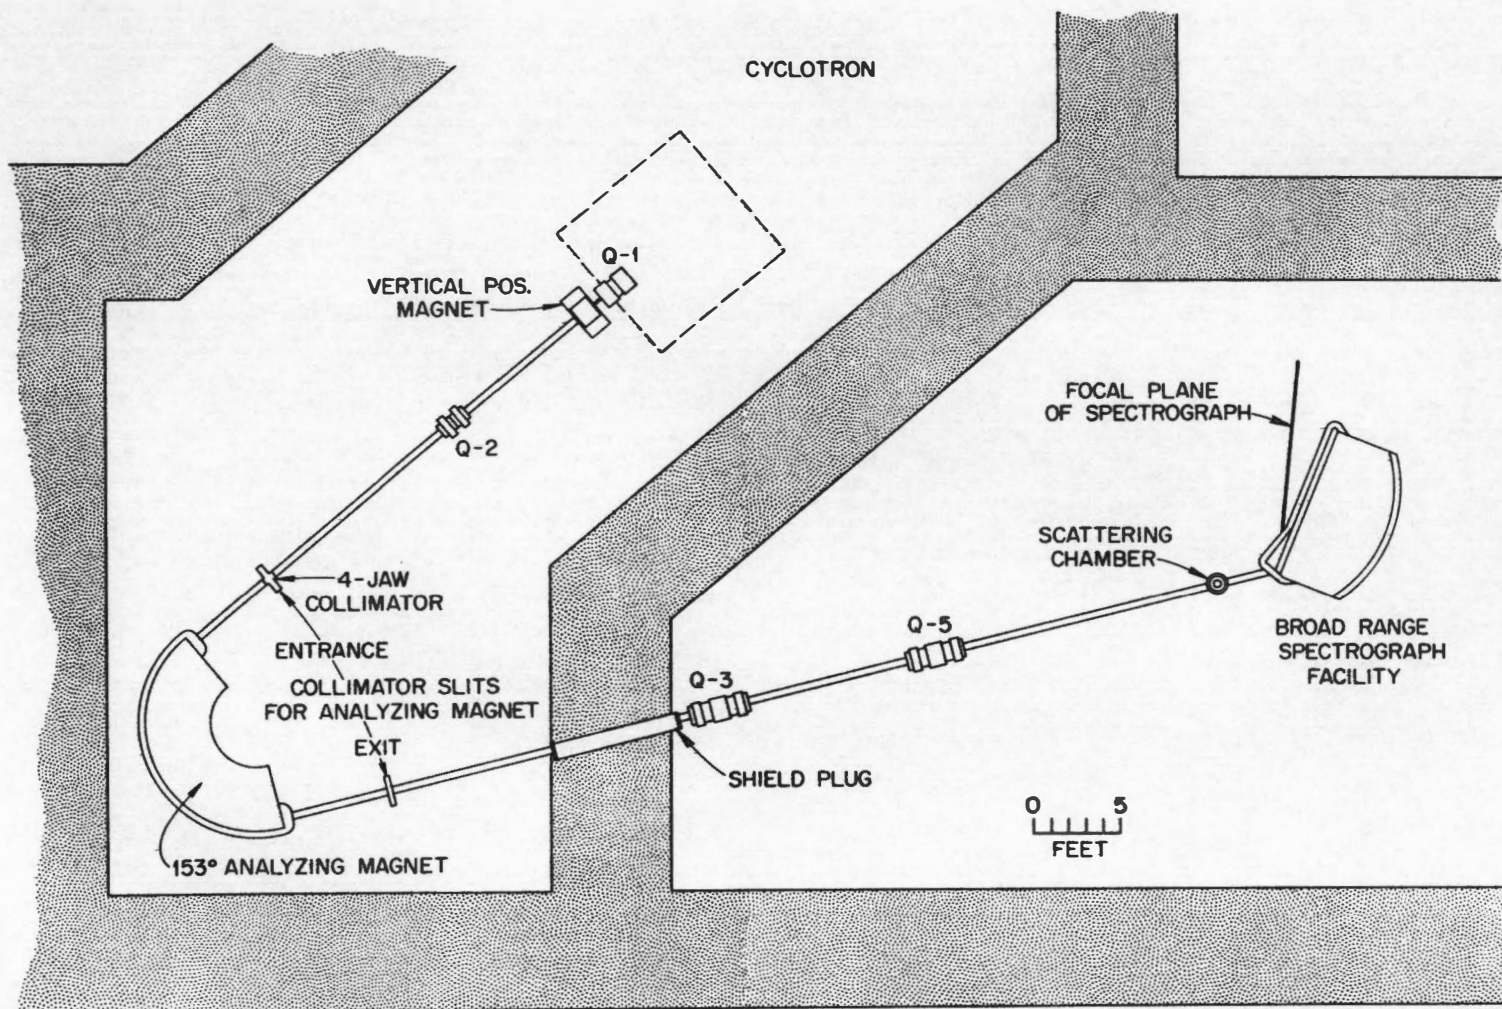 CYCLOTRON
Q-1
VERTICAL POS.
MAGNET
Q-2
FOCAL PLANE
OF SPECTROGRAPH
SCATTERING
CHAMBER
4-JAW
COLLIMATOR
ENTRANCE
COLLIMATOR SLITS
FOR ANALYZING MAGNET
EXIT
Q-5
Q-3
BROAD RANGE
SPECTROGRAPH
FACILITY
SHIELD PLUG
0 5
FEET
153° ANALYZING MAGNET